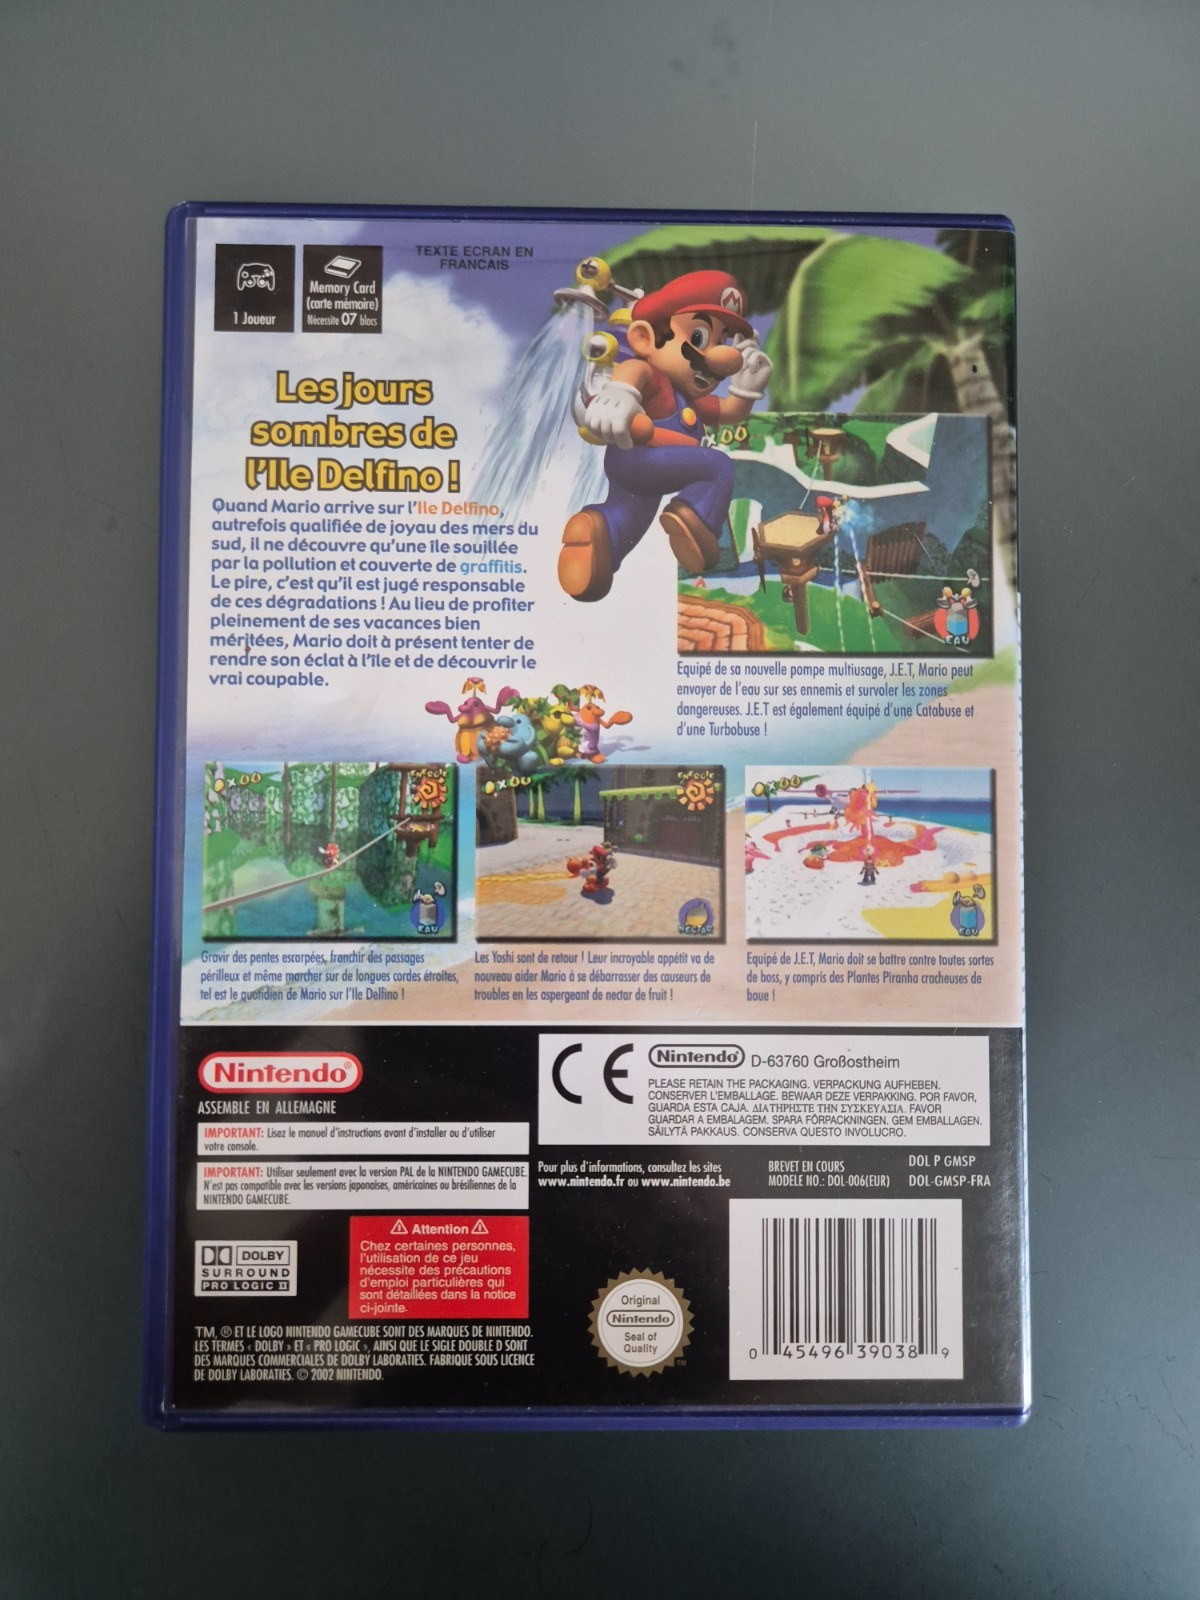 1 Joueur
Memory Card
(carte mémoire)
Nécessite 07 blocs
TEXTE ECRAN EN
FRANCAIS
M
Les jours
sombres de
l'Ile Delfino !
Quand Mario arrive sur l'Ile Delfino,
autrefois qualifiée de joyau des mers du
sud, il ne découvre qu'une île souillée
par la pollution et couverte de graffitis.
Le pire, c'est qu'il est jugé responsable
de ces dégradations ! Au lieu de profiter
pleinement de ses vacances bien
méritées, Mario doit à présent tenter de
rendre son éclat à l'île et de découvrir le
vrai coupable.
x00
EAU
Equipé de sa nouvelle pompe multiusage, J.E.T, Mario peut
envoyer de l'eau sur ses ennemis et survoler les zones
dangereuses. J.E.T est également équipé d'une Catabuse et
d'une Turbobuse !
x00
ENERGIE
EAU
x00
ENERGIE
NECTAR
x00
EAU
Gravir des pentes escarpées, franchir des passages
périlleux et même marcher sur de longues cordes étroites,
tel est le quotidien de Mario sur l'Ile Delfino !
Les Yoshi sont de retour ! Leur incroyable appétit va de
nouveau aider Mario à se débarrasser des causeurs de
troubles en les aspergeant de nectar de fruit !
Equipé de J.E.T, Mario doit se battre contre toutes sortes
de boss, y compris des Plantes Piranha cracheuses de
boue !
Nintendo®
ASSEMBLE EN ALLEMAGNE
IMPORTANT: Lisez le manuel d'instructions avant d'installer ou d'utiliser
votre console.
IMPORTANT: Utiliser seulement avec la version PAL de la NINTENDO GAMECUBE.
N'est pas compatible avec les versions japonaises, américaines ou brésiliennes de la
NINTENDO GAMECUBE.
CE
Nintendo D-63760 Großostheim
PLEASE RETAIN THE PACKAGING. VERPACKUNG AUFHEBEN.
CONSERVER L'EMBALLAGE. BEWAAR DEZE VERPAKKING. POR FAVOR,
GUARDA ESTA CAJA. ΔΙΑΤΗΡΗΣΤΕ ΤΗΝ ΣΥΣΚΕΥΑΣΙΑ. FAVOR
GUARDAR A EMBALAGEM. SPARA FÖRPACKNINGEN. GEM EMBALLAGEN.
SÄILYTÄ PAKKAUS. CONSERVA QUESTO INVOLUCRO.
Pour plus d'informations, consultez les sites
www.nintendo.fr ou www.nintendo.be
BREVET EN COURS
MODELE NO.: DOL-006(EUR)
DOL P GMSP
DOL-GMSP-FRA
DOLBY
SURROUND
PRO LOGIC II
⚠ Attention ⚠
Chez certaines personnes,
l'utilisation de ce jeu
nécessite des précautions
d'emploi particulières qui
sont détaillées dans la notice
ci-jointe.
TM, ® ET LE LOGO NINTENDO GAMECUBE SONT DES MARQUES DE NINTENDO.
LES TERMES « DOLBY » ET « PRO LOGIC », AINSI QUE LE SIGLE DOUBLE D SONT
DES MARQUES COMMERCIALES DE DOLBY LABORATIES. FABRIQUE SOUS LICENCE
DE DOLBY LABORATIES. © 2002 NINTENDO.
Original
Nintendo
Seal of
Quality
TM
0 45496 39038 9